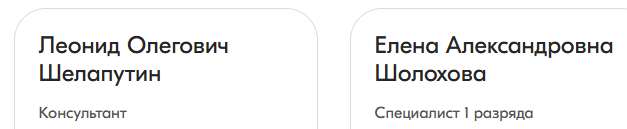 Леонид Олегович
Шелапутин
Консультант
Елена Александровна
Шолохова
Специалист 1 разряда